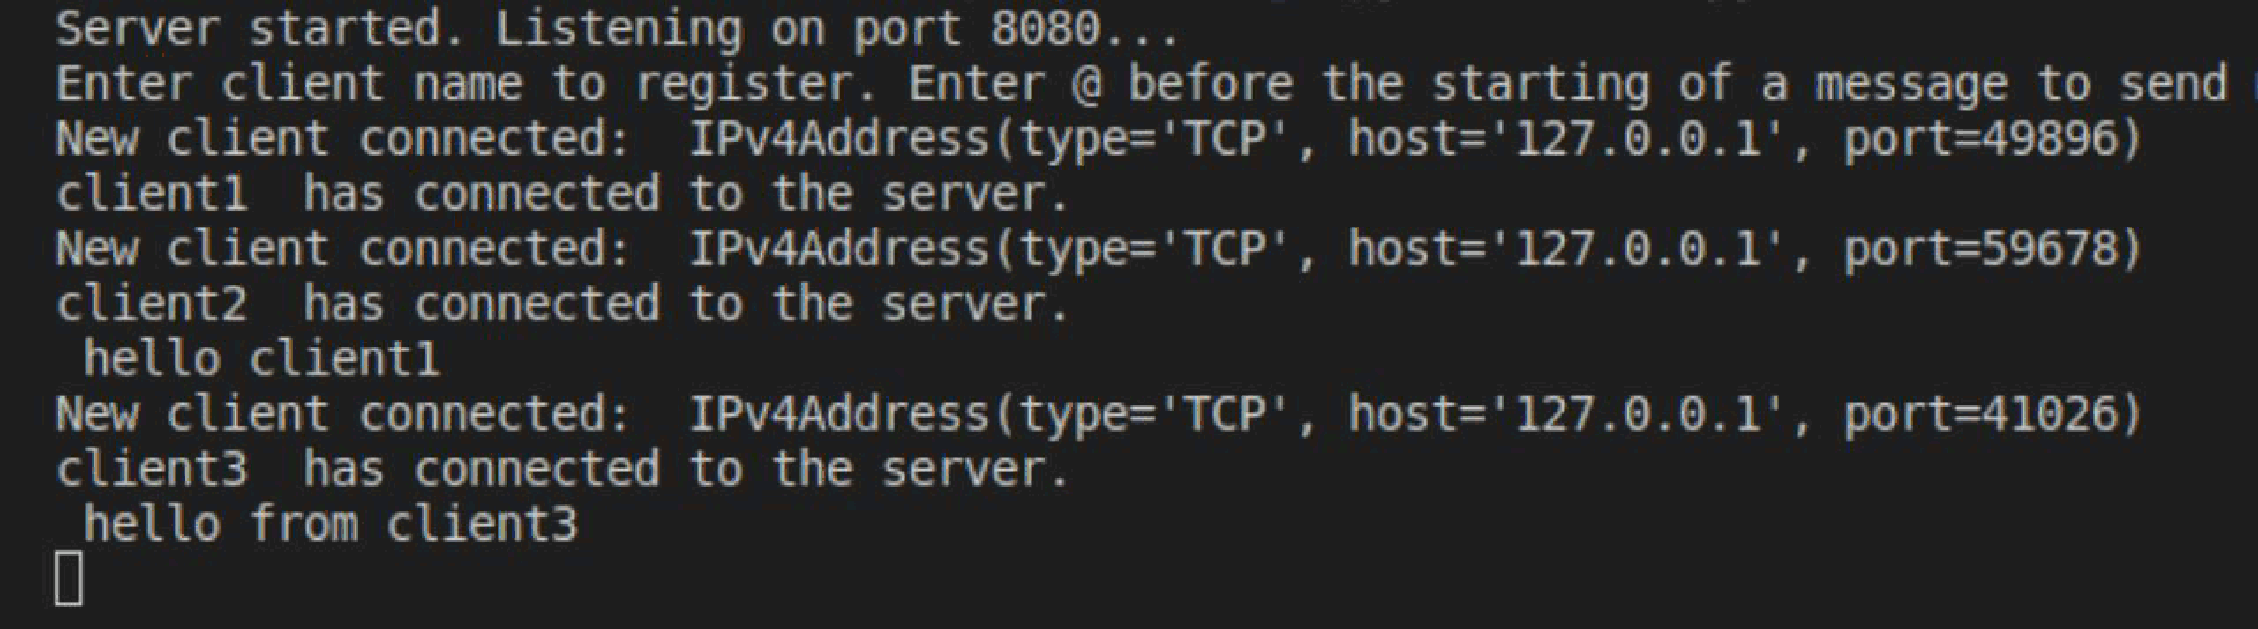 Server started. Listening on port 8080...
Enter client name to register. Enter @ before the starting of a message to send
New client connected:  IPv4Address(type='TCP', host='127.0.0.1', port=49896)
client1  has connected to the server.
New client connected:  IPv4Address(type='TCP', host='127.0.0.1', port=59678)
client2  has connected to the server.
 hello client1
New client connected:  IPv4Address(type='TCP', host='127.0.0.1', port=41026)
client3  has connected to the server.
 hello from client3